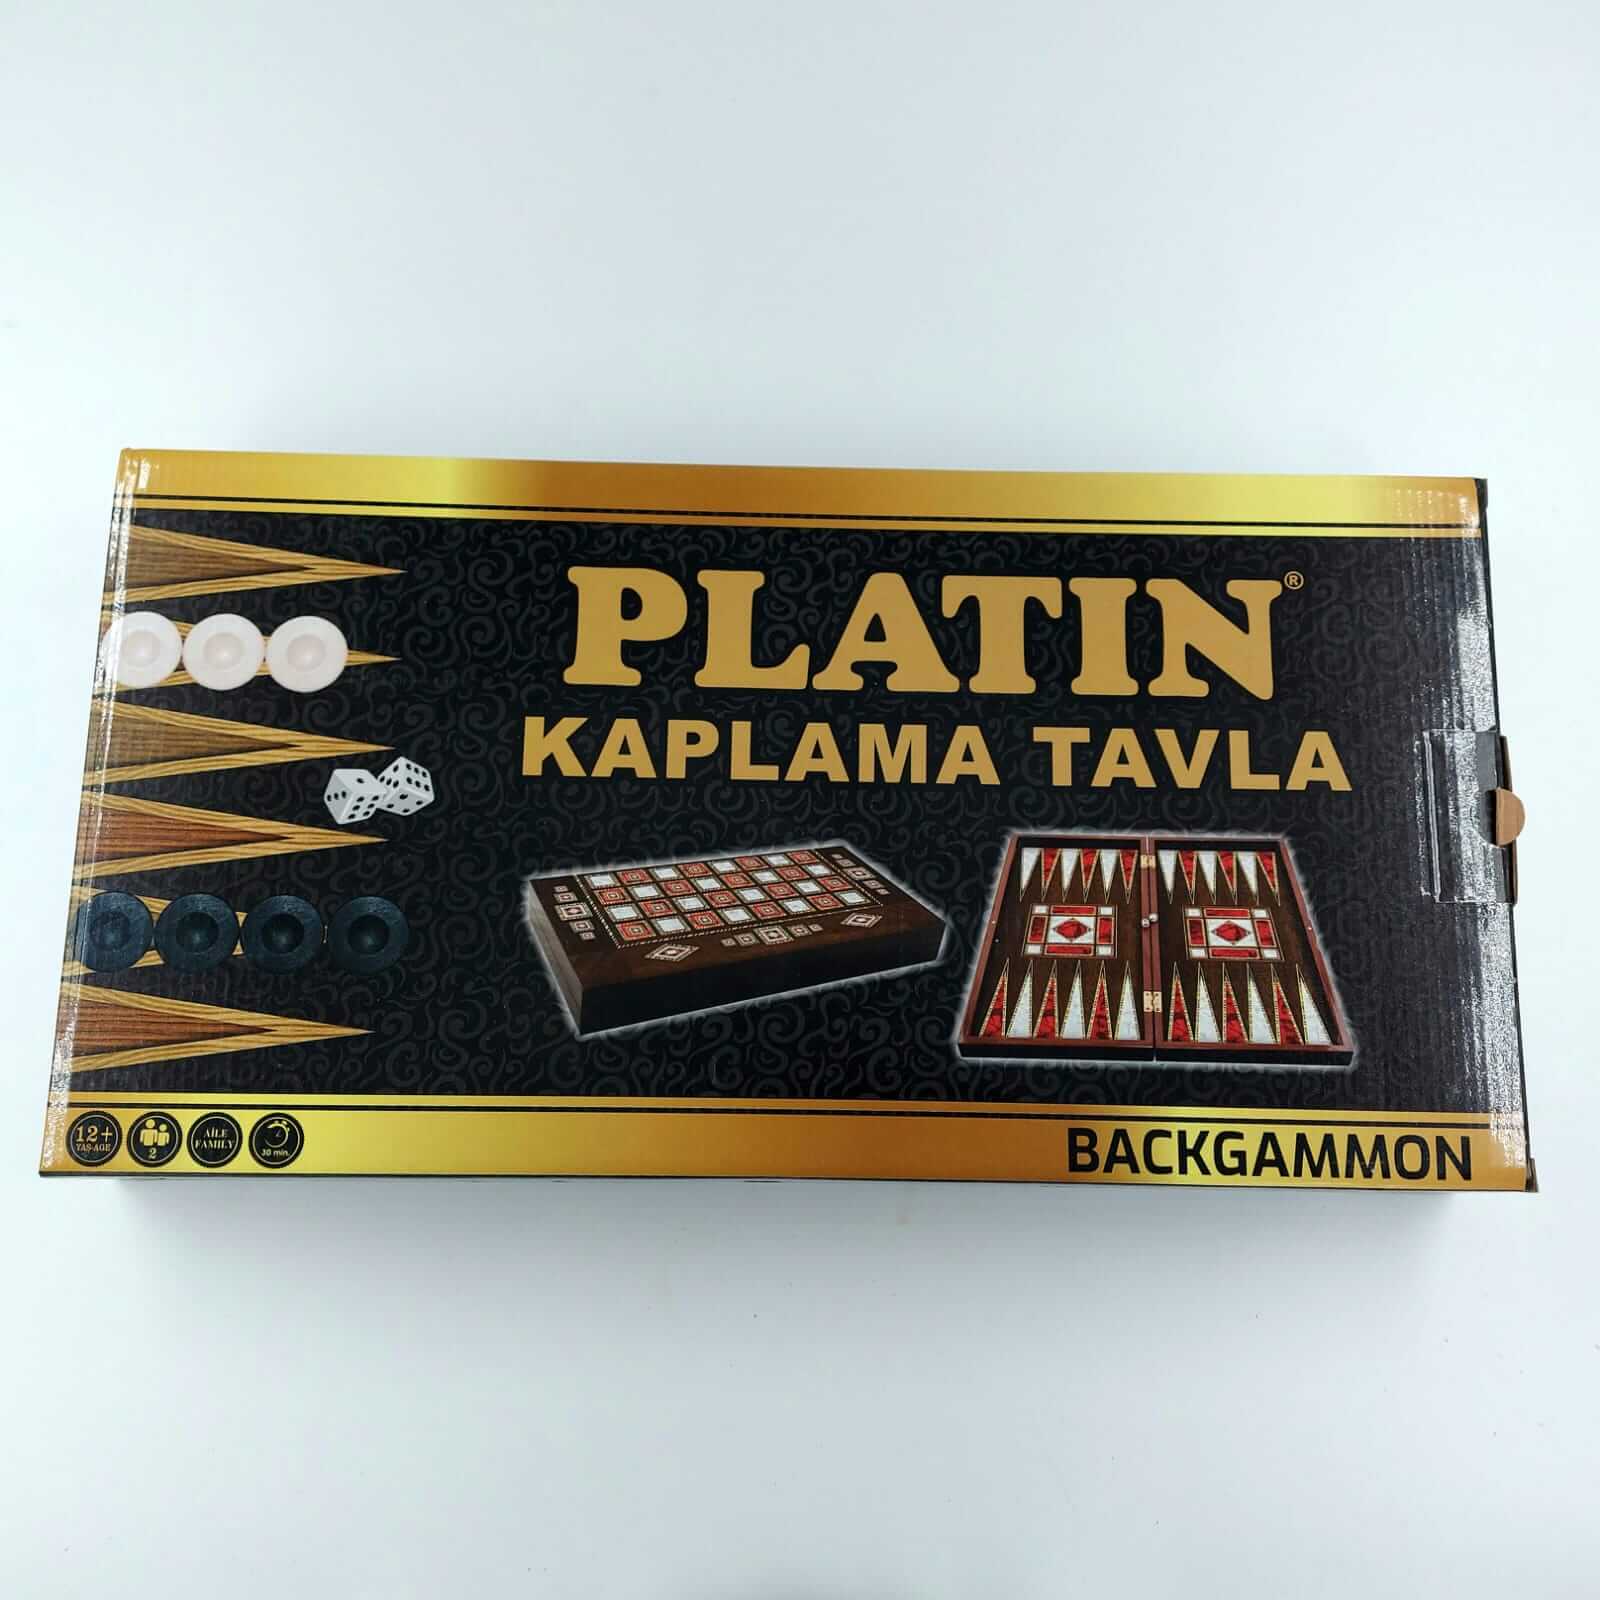 PLATIN®
KAPLAMA TAVLA
12+
YAŞ-AGE
2
AİLE
FAMILY
30 min.
BACKGAMMON